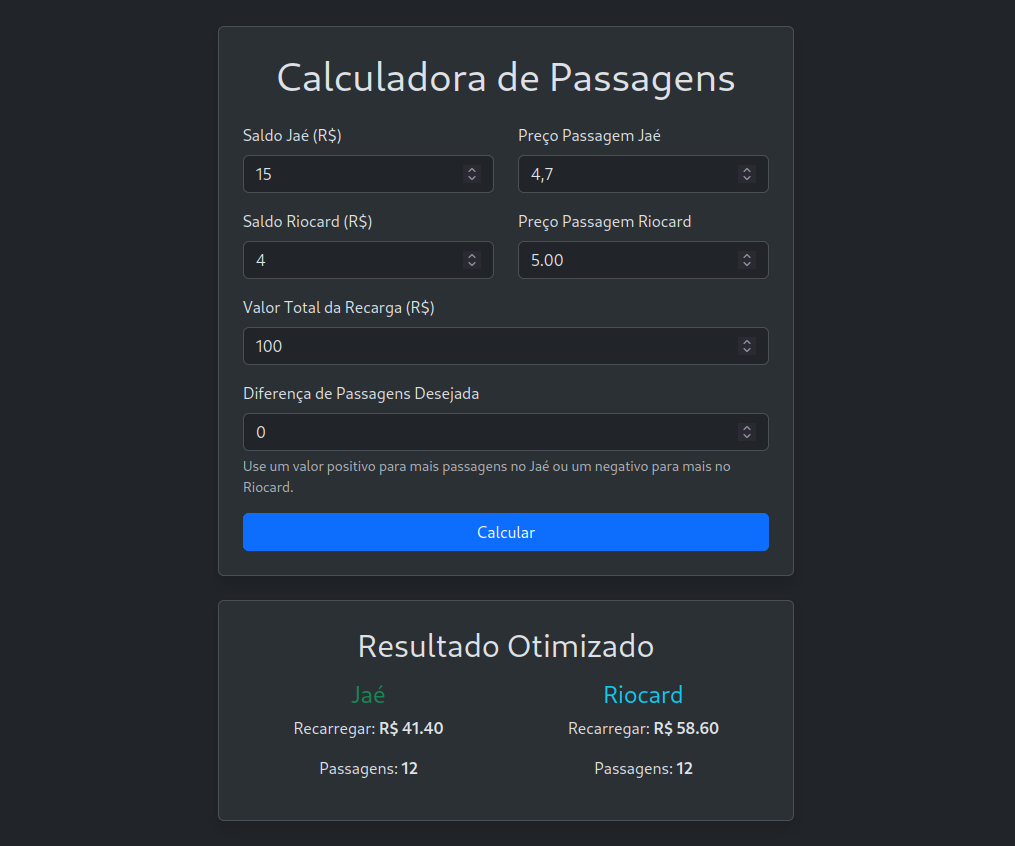 Calculadora de Passagens
Saldo Jaé (R$)
Preço Passagem Jaé
15
4,7
Saldo Riocard (R$)
Preço Passagem Riocard
4
5.00
Valor Total da Recarga (R$)
100
Diferença de Passagens Desejada
0
Use um valor positivo para mais passagens no Jaé ou um negativo para mais no
Riocard.
Calcular
Resultado Otimizado
Jaé
Riocard
Recarregar: R$ 41.40
Recarregar: R$ 58.60
Passagens: 12
Passagens: 12